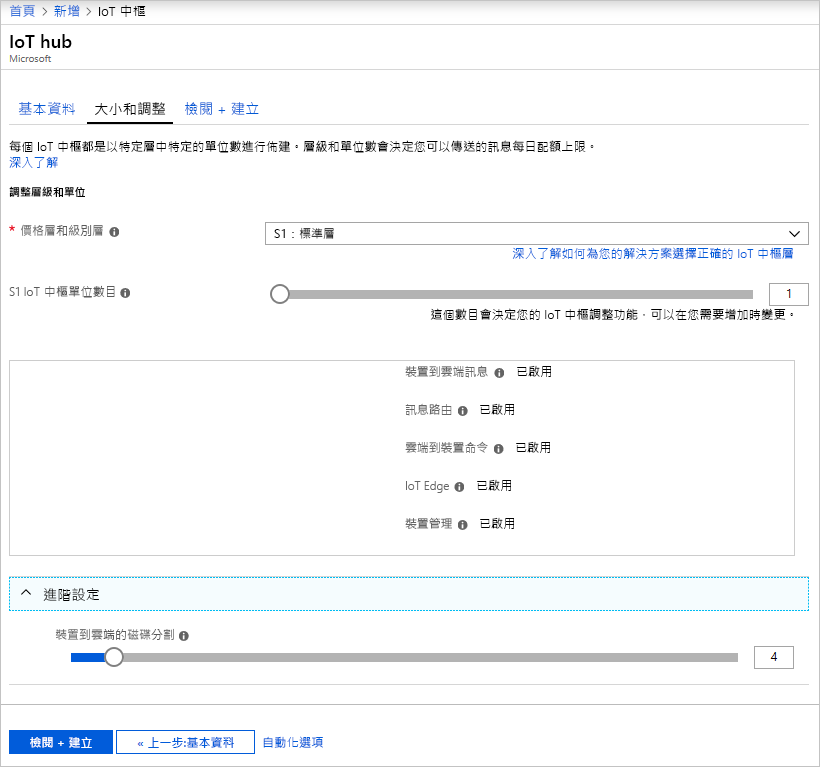 首頁 > 新增 > IoT 中樞
IoT hub
Microsoft
基本資料 大小和調整 檢閱 + 建立
每個 IoT 中樞都是以特定層中特定的單位數進行佈建。層級和單位數會決定您可以傳送的訊息每日配額上限。
深入了解
調整層級和單位
* 價格層和級別層 S1：標準層
深入了解如何為您的解決方案選擇正確的 IoT 中樞層
S1 IoT 中樞單位數目 1
這個數目會決定您的 IoT 中樞調整功能，可以在您需要增加時變更。
裝置到雲端訊息 已啟用
訊息路由 已啟用
雲端到裝置命令 已啟用
IoT Edge 已啟用
裝置管理 已啟用
進階設定
裝置到雲端的磁碟分割
4
檢閱 + 建立 « 上一步:基本資料 自動化選項